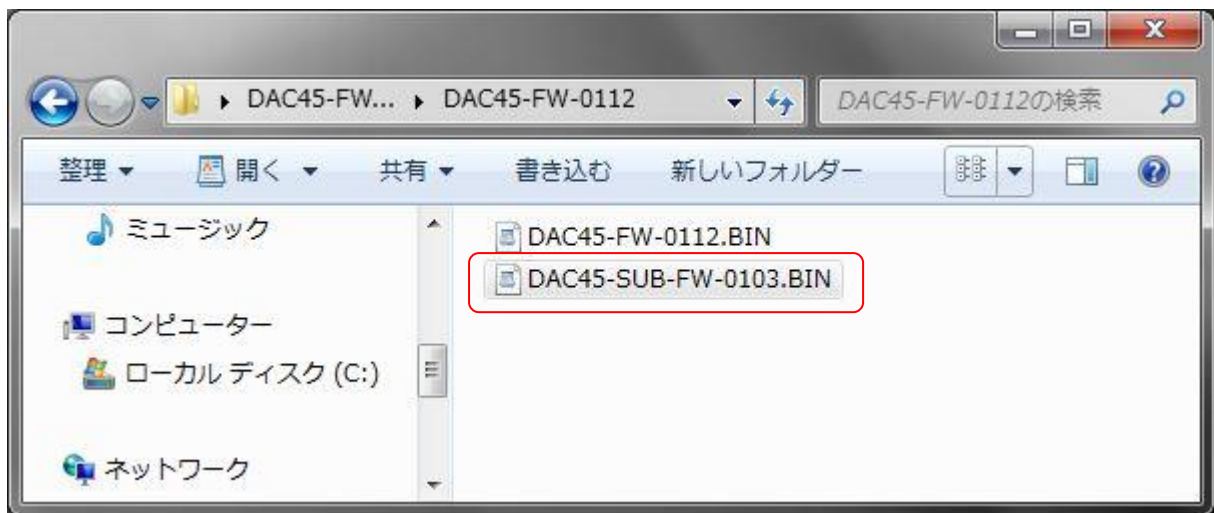 DAC45-FW... DAC45-FW-0112 DAC45-FW-0112の検索
整理 開く 共有 書き込む 新しいフォルダー
ミュージック
コンピューター
ローカル ディスク (C:)
ネットワーク
DAC45-FW-0112.BIN
DAC45-SUB-FW-0103.BIN